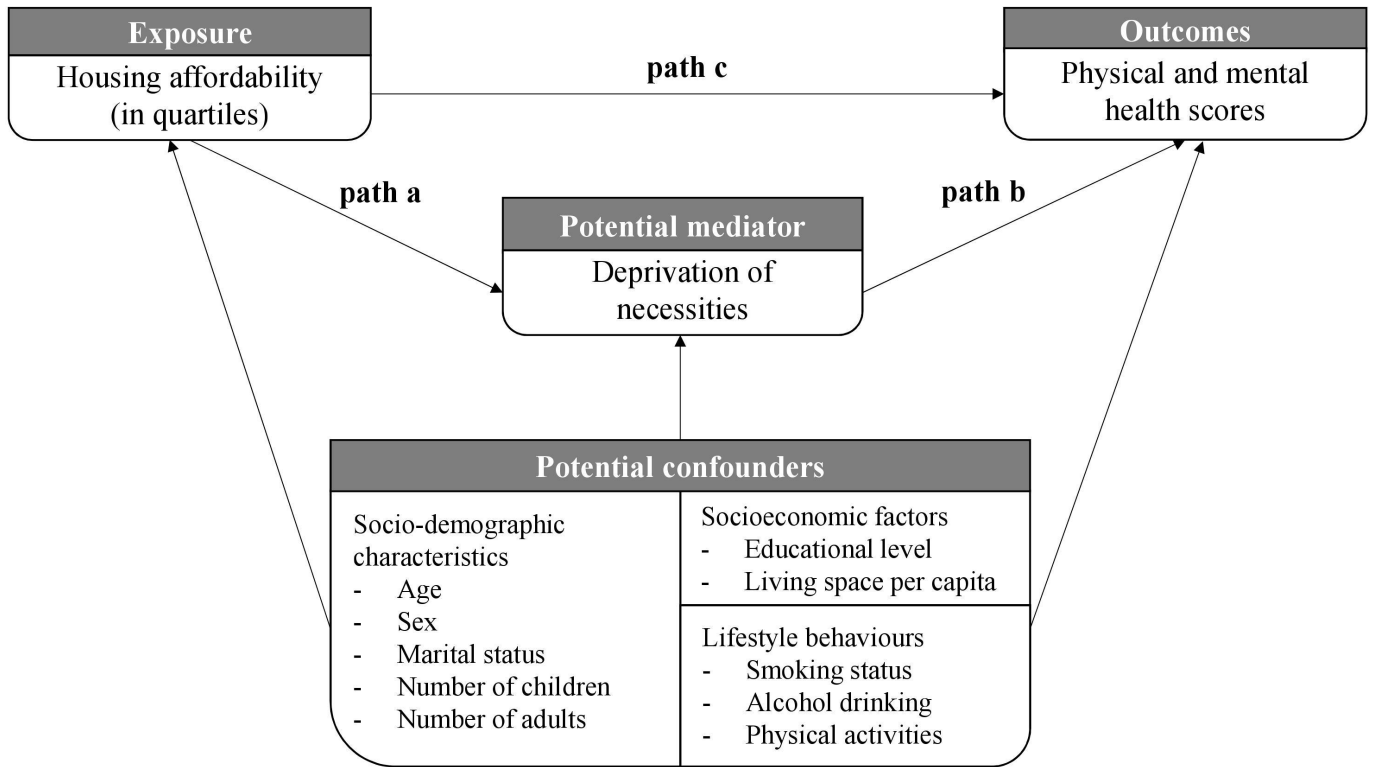 Exposure
Housing affordability
(in quartiles)
path c
Outcomes
Physical and mental
health scores
path a
path b
Potential mediator
Deprivation of
necessities
Potential confounders
Socio-demographic
characteristics
- Age
- Sex
- Marital status
- Number of children
- Number of adults
Socioeconomic factors
- Educational level
- Living space per capita
Lifestyle behaviours
- Smoking status
- Alcohol drinking
- Physical activities